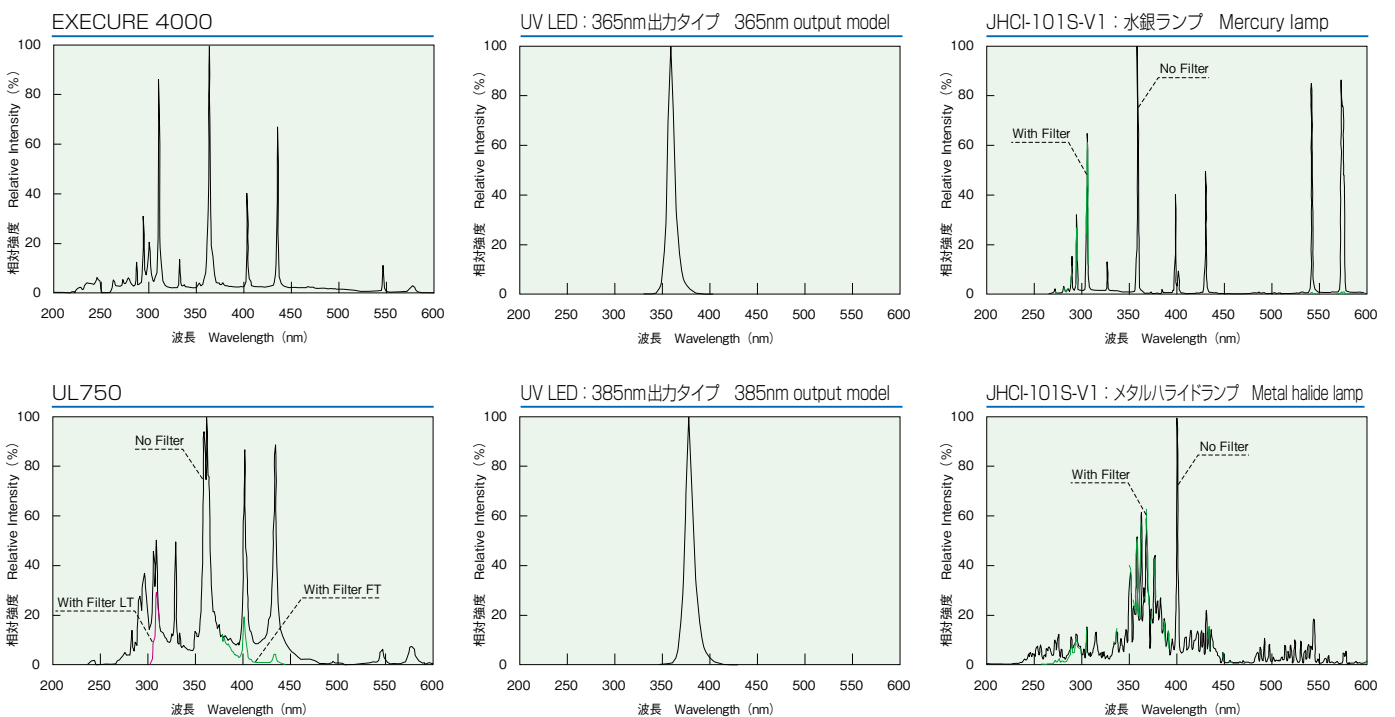 EXECURE 4000
100
80
60
40
20
0
相対強度 Relative Intensity (%)
200 250 300 350 400 450 500 550 600
波長 Wavelength (nm)
UV LED：365nm出力タイプ 365nm output model
100
80
60
40
20
0
相対強度 Relative Intensity (%)
200 250 300 350 400 450 500 550 600
波長 Wavelength (nm)
JHCI-101S-V1：水銀ランプ Mercury lamp
100
80
60
40
20
0
相対強度 Relative Intensity (%)
No Filter
With Filter
200 250 300 350 400 450 500 550 600
波長 Wavelength (nm)
UL750
100
80
60
40
20
0
相対強度 Relative Intensity (%)
No Filter
With Filter LT
With Filter FT
200 250 300 350 400 450 500 550 600
波長 Wavelength (nm)
UV LED：385nm出力タイプ 385nm output model
100
80
60
40
20
0
相対強度 Relative Intensity (%)
200 250 300 350 400 450 500 550 600
波長 Wavelength (nm)
JHCI-101S-V1：メタルハライドランプ Metal halide lamp
100
80
60
40
20
0
相対強度 Relative Intensity (%)
No Filter
With Filter
200 250 300 350 400 450 500 550 600
波長 Wavelength (nm)